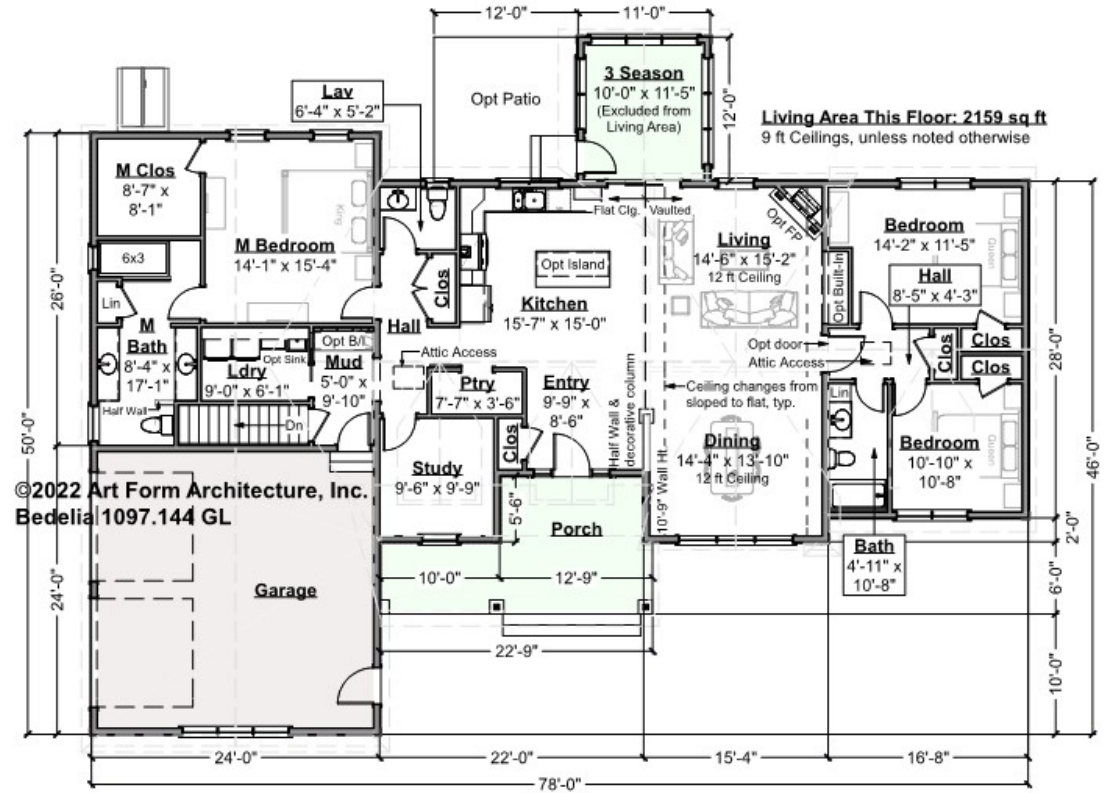 12'-0"
11'-0"
3 Season
10'-0" x 11'-5"
(Excluded from
Living Area)
12'-0"
Opt Patio
Lav
6'-4" x 5'-2"
Living Area This Floor: 2159 sq ft
9 ft Ceilings, unless noted otherwise
M Clos
8'-7" x
8'-1"
King
M Bedroom
14'-1" x 15'-4"
6x3
Lin
M
Bath
8'-4" x
17'-1"
Half Wall
Ldry
9'-0" x 6'-1"
Opt Sink
Opt B/L
Mud
5'-0" x
9'-10"
Dn
Clos
Hall
Attic Access
Flat Clg.
Vaulted
Opt Island
Kitchen
15'-7" x 15'-0"
Ptry
7'-7" x 3'-6"
Entry
9'-9" x
8'-6"
Clos
Half Wall &
decorative column
Study
9'-6" x 9'-9"
5'-6"
Porch
10'-0"
12'-9"
22'-9"
Opt FP
Living
14'-6" x 15'-2"
12 ft Ceiling
Opt Built-In
Opt door
Attic Access
Ceiling changes from
sloped to flat, typ.
Dining
14'-4" x 13'-10"
12 ft Ceiling
10'-9" Wall Ht.
Bedroom
14'-2" x 11'-5"
Queen
Hall
8'-5" x 4'-3"
Clos
Clos
Clos
Lin
Bedroom
10'-10" x
10'-8"
Queen
Bath
4'-11" x
10'-8"
©2022 Art Form Architecture, Inc.
Bedelia 1097.144 GL
Garage
26'-0"
50'-0"
24'-0"
28'-0"
46'-0"
2'-0"
6'-0"
10'-0"
24'-0"
22'-0"
15'-4"
16'-8"
78'-0"